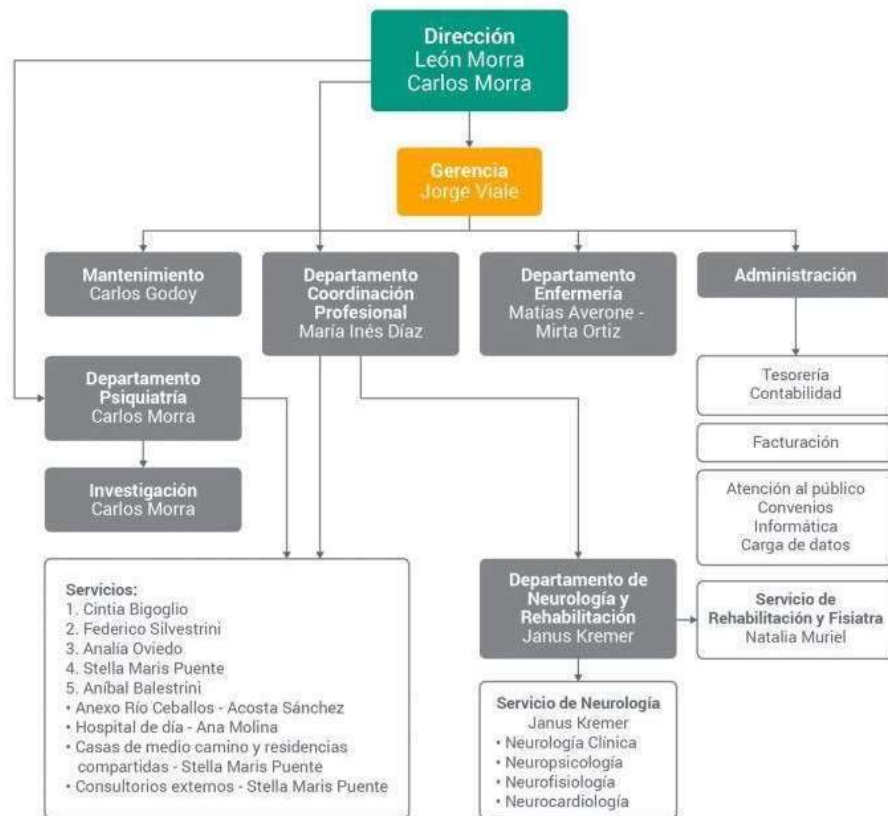 Dirección
León Morra
Carlos Morra
Gerencia
Jorge Viale
Mantenimiento
Carlos Godoy
Departamento
Coordinación
Profesional
María Inés Díaz
Departamento
Enfermería
Matías Averone -
Mirta Ortiz
Administración
Departamento
Psiquiatría
Carlos Morra
Tesorería
Contabilidad
Facturación
Investigación
Carlos Morra
Atención al público
Convenios
Informática
Carga de datos
Servicios:
1. Cintia Bigoglio
2. Federico Silvestrini
3. Analía Oviedo
4. Stella Maris Puente
5. Aníbal Balestrini
• Anexo Río Ceballos - Acosta Sánchez
• Hospital de día - Ana Molina
• Casas de medio camino y residencias
compartidas - Stella Maris Puente
• Consultorios externos - Stella Maris Puente
Departamento de
Neurología y
Rehabilitación
Janus Kremer
Servicio de
Rehabilitación y Fisiatra
Natalia Muriel
Servicio de Neurología
Janus Kremer
• Neurología Clínica
• Neuropsicología
• Neurofisiología
• Neurocardiología